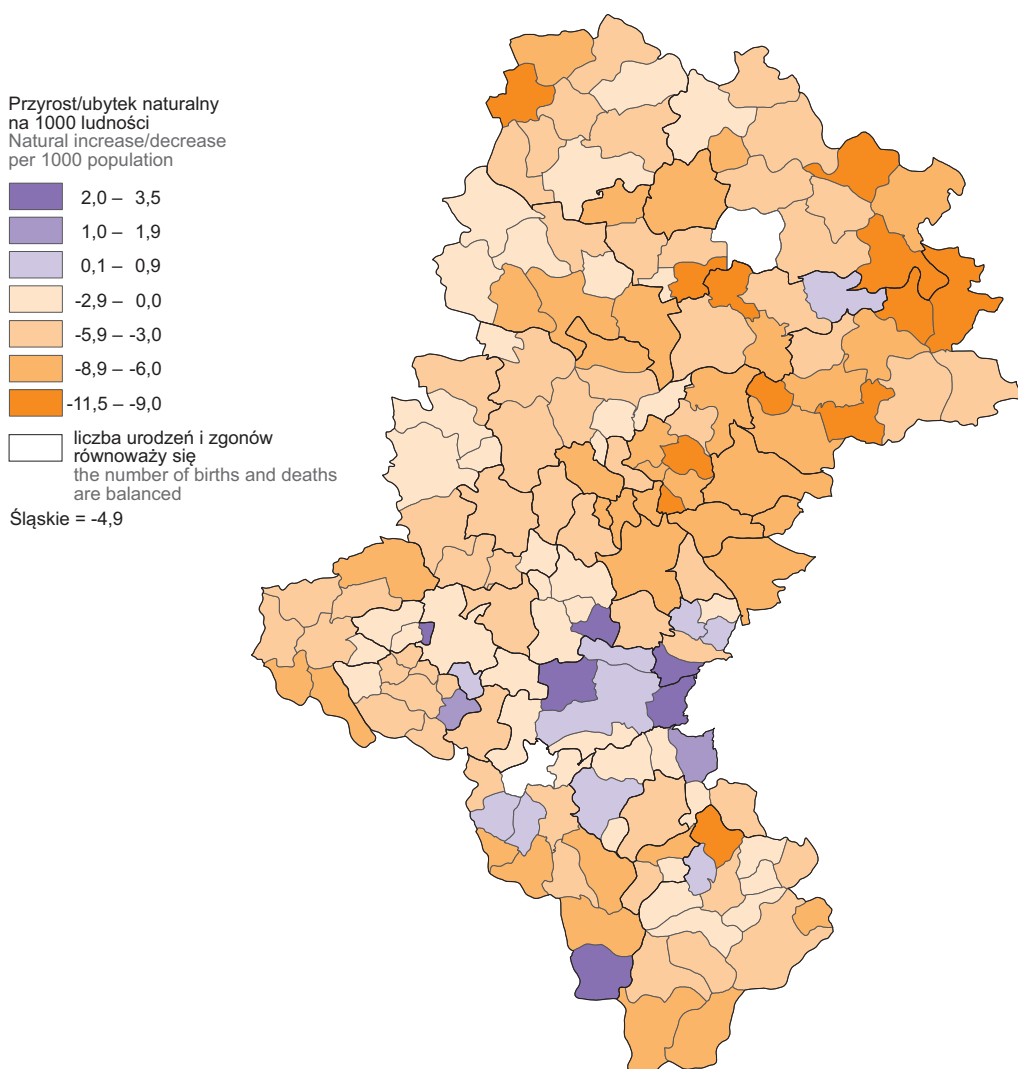 Przyrost/ubytek naturalny
na 1000 ludności
Natural increase/decrease
per 1000 population
2,0 – 3,5
1,0 – 1,9
0,1 – 0,9
-2,9 – 0,0
-5,9 – -3,0
-8,9 – -6,0
-11,5 – -9,0
liczba urodzeń i zgonów
równoważy się
the number of births and deaths
are balanced
Śląskie = -4,9